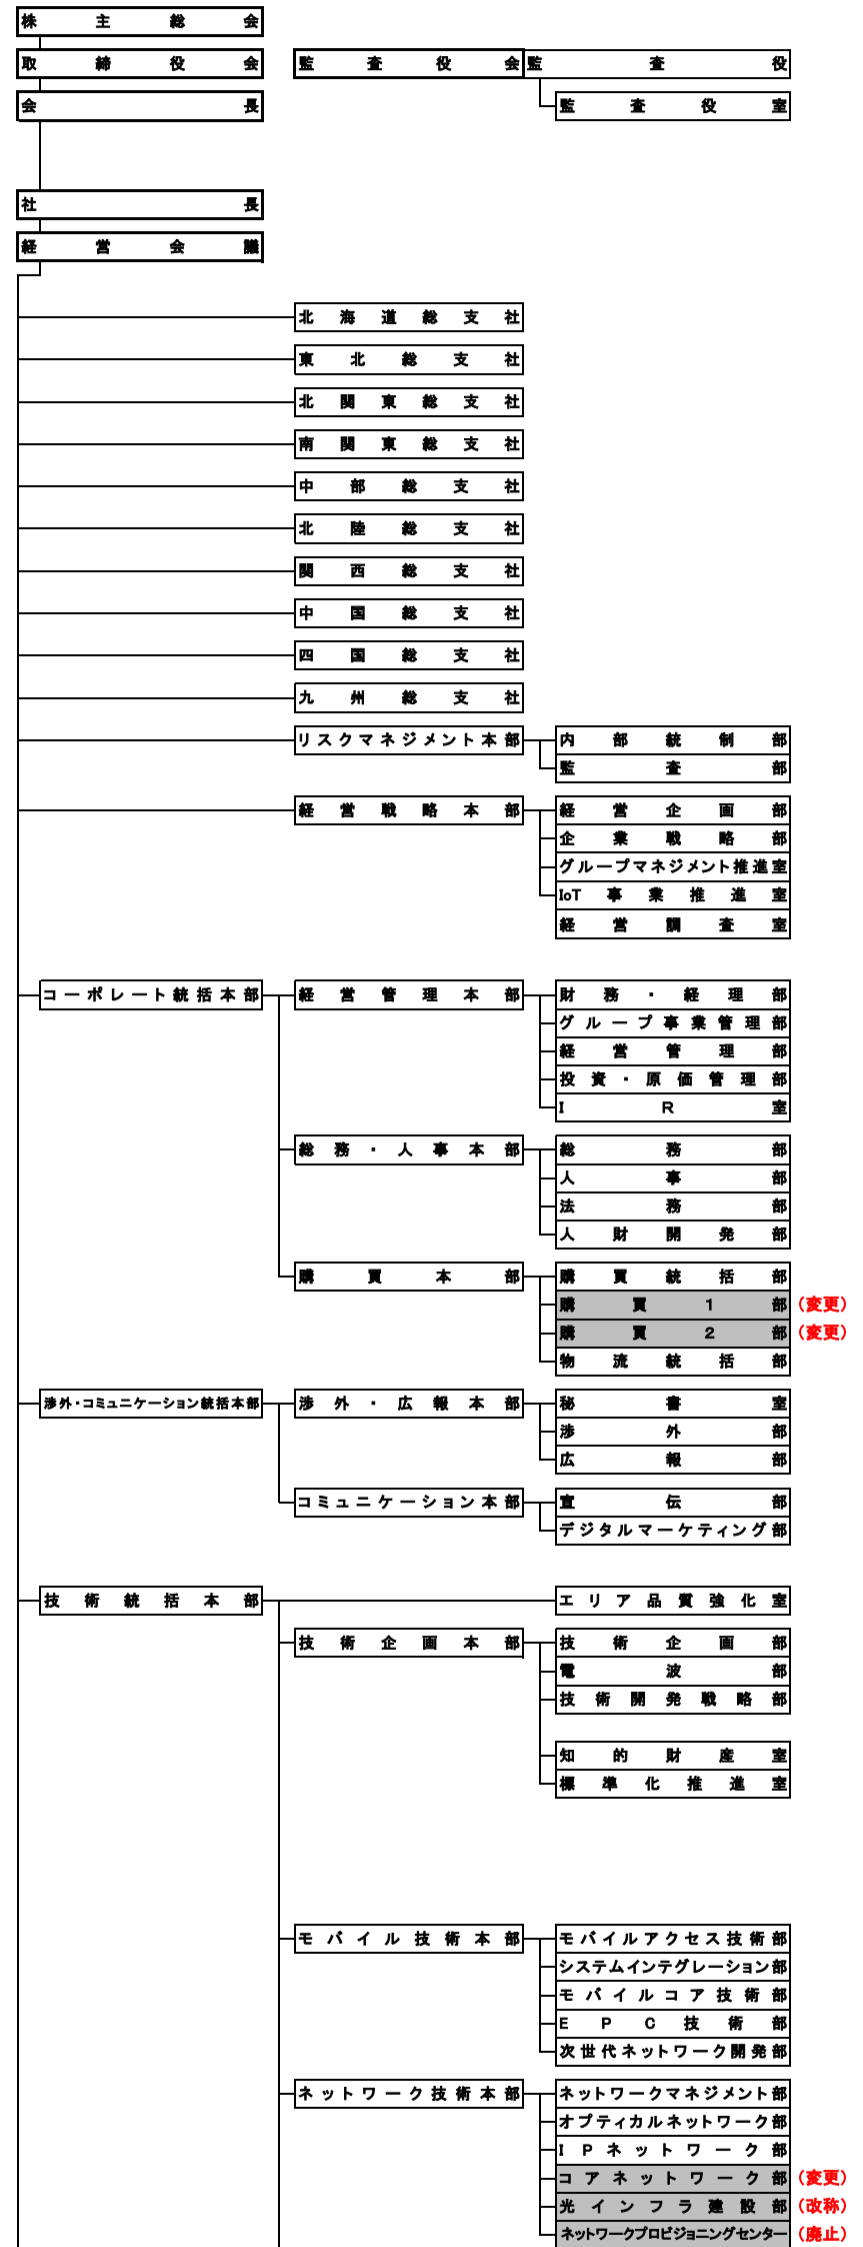 株主総会
取締役会 監査役会 監査役
会長 監査役室
社長
経営会議
北海道総支社
東北総支社
北関東総支社
南関東総支社
中部総支社
北陸総支社
関西総支社
中国総支社
四国総支社
九州総支社
リスクマネジメント本部 内部統制部
監査部
経営戦略本部 経営企画部
企業戦略部
グループマネジメント推進室
IoT事業推進室
経営調査室
コーポレート統括本部 経営管理本部 財務・経理部
グループ事業管理部
経営管理部
投資・原価管理部
IR室
総務・人事本部 総務部
人事部
法務部
人財開発部
購買本部 購買統括部
購買1部 (変更)
購買2部 (変更)
物流統括部
渉外・コミュニケーション統括本部 渉外・広報本部 秘書室
渉外部
広報部
コミュニケーション本部 宣伝部
デジタルマーケティング部
技術統括本部 エリア品質強化室
技術企画本部 技術企画部
電波部
技術開発戦略部
知的財産室
標準化推進室
モバイル技術本部 モバイルアクセス技術部
システムインテグレーション部
モバイルコア技術部
EPC技術部
次世代ネットワーク開発部
ネットワーク技術本部 ネットワークマネジメント部
オプティカルネットワーク部
IPネットワーク部
コアネットワーク部 (変更)
光インフラ建設部 (改称)
ネットワークプロビジョニングセンター (廃止)